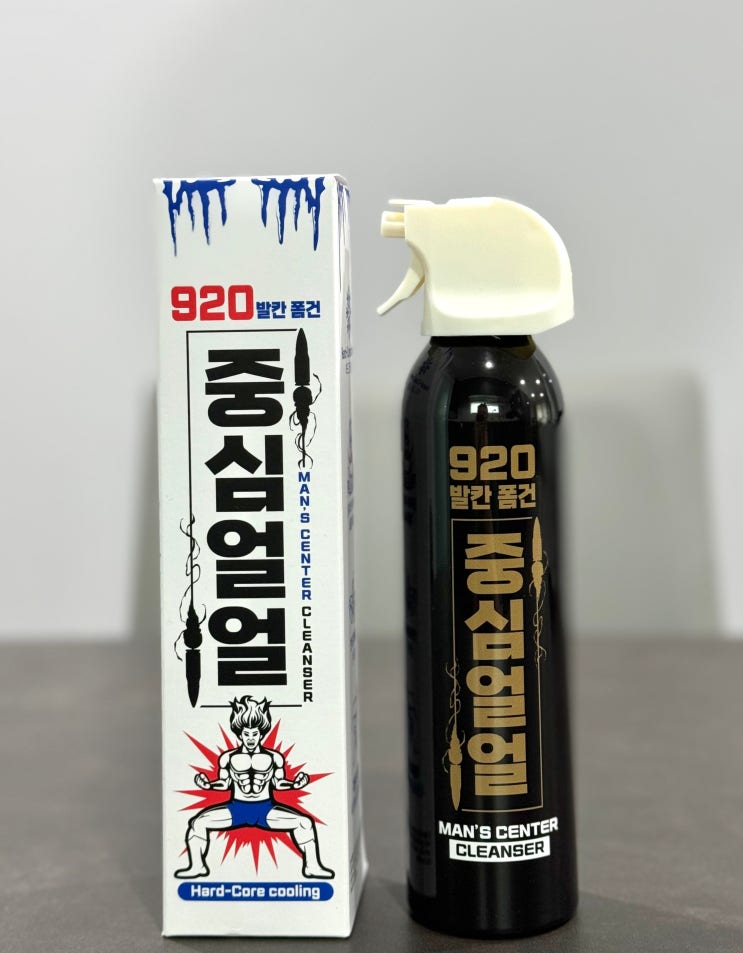 920 발칸 폼건
중심얼얼
MAN'S CENTER CLEANSER
Hard-Core cooling
920
발칸 폼건
중심얼얼
MAN'S CENTER
CLEANSER